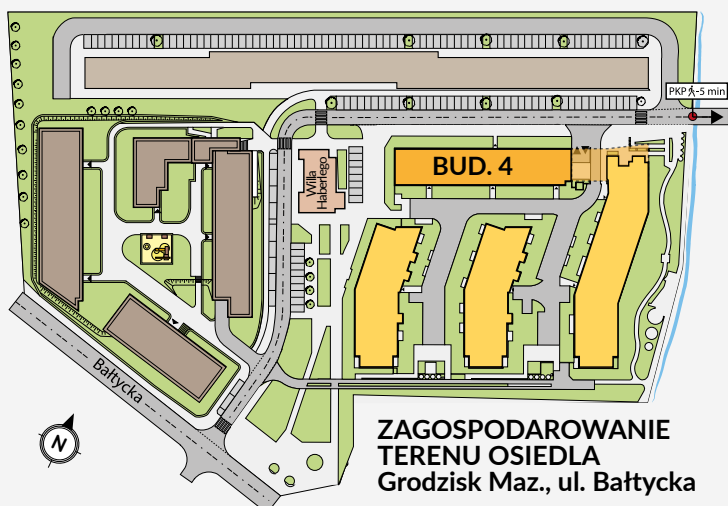 PKP -5 min
BUD. 4
Willa
Haberlego
Bałtycka
N
ZAGOSPODAROWANIE
TERENU OSIEDLA
Grodzisk Maz., ul. Bałtycka